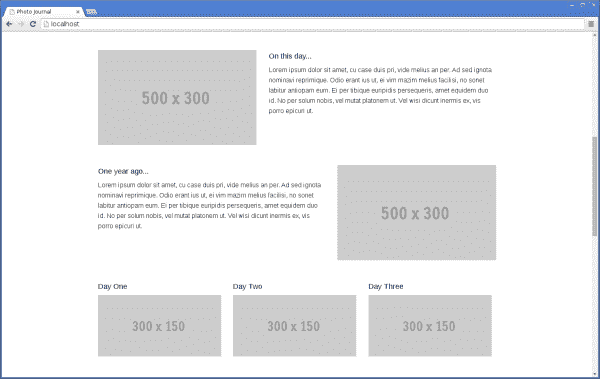 Photo Journal
localhost
500 x 300
On this day...
Lorem ipsum dolor sit amet, cu case duis pri, vide melius an per. Ad sed ignota
nominavi reprimique. Odio erant ius ut, ei vim mazim melius facilisi, no essent
labitur antiopam eum. Ei per tibique euripidis persequeris, amet equidem duo
id. No per solum nobis, vel mutat platonem ut. Vel wisi dicunt inermis ex, vis
porro epicuri ut.
One year ago...
Lorem ipsum dolor sit amet, cu case duis pri, vide melius an per. Ad sed ignota
nominavi reprimique. Odio erant ius ut, ei vim mazim melius facilisi, no essent
labitur antiopam eum. Ei per tibique euripidis persequeris, amet equidem duo
id. No per solum nobis, vel mutat platonem ut. Vel wisi dicunt inermis ex, vis
porro epicuri ut.
500 x 300
Day One
300 x 150
Day Two
300 x 150
Day Three
300 x 150